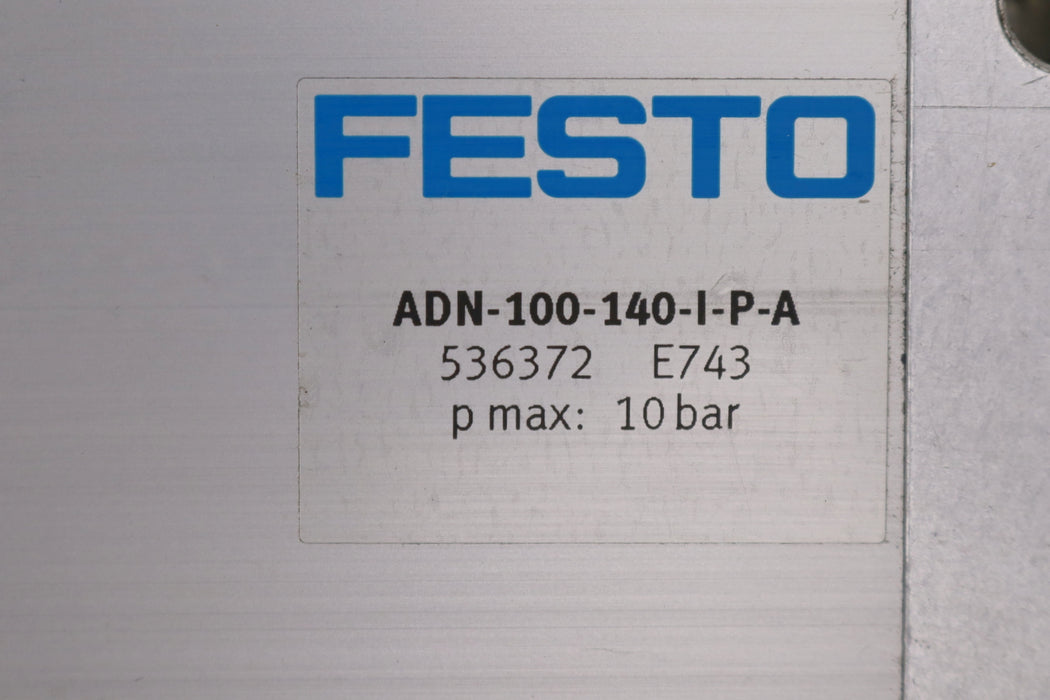 FESTO
ADN-100-140-I-P-A
536372 E743
p max: 10 bar